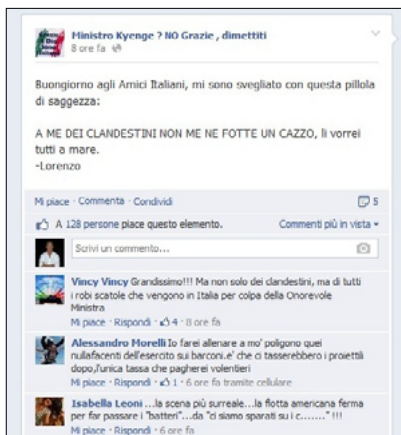 Ministro Kyenge ? NO Grazie , dimettiti
8 ore fa
Buongiorno agli Amici Italiani, mi sono svegliato con questa pillola
di saggezza:
A ME DEI CLANDESTINI NON ME NE FOTTE UN CAZZO, li vorrei
tutti a mare.
-Lorenzo
Mi piace · Commenta · Condividi 5
A 128 persone piace questo elemento. Commenti più in vista
Scrivi un commento...
Vincy Vincy Grandissimo!!! Ma non solo dei clandestini, ma di tutti
i robi scatole che vengono in Italia per colpa della Onorevole
Ministra
Mi piace · Rispondi · 4 · 8 ore fa
Alessandro Morelli Io farei allenare a mo' poligono quei
nullafacenti dell'esercito sui barconi.e' che ci tasserebbero i proiettili
dopo,l'unica tassa che pagherei volentieri
Mi piace · Rispondi · 1 · 6 ore fa tramite cellulare
Isabella Leoni ...la scena più surreale...la flotta americana ferma
per far passare i "batteri"...da "ci siamo sparati su i c......." !!!
Mi piace · Rispondi · 6 ore fa